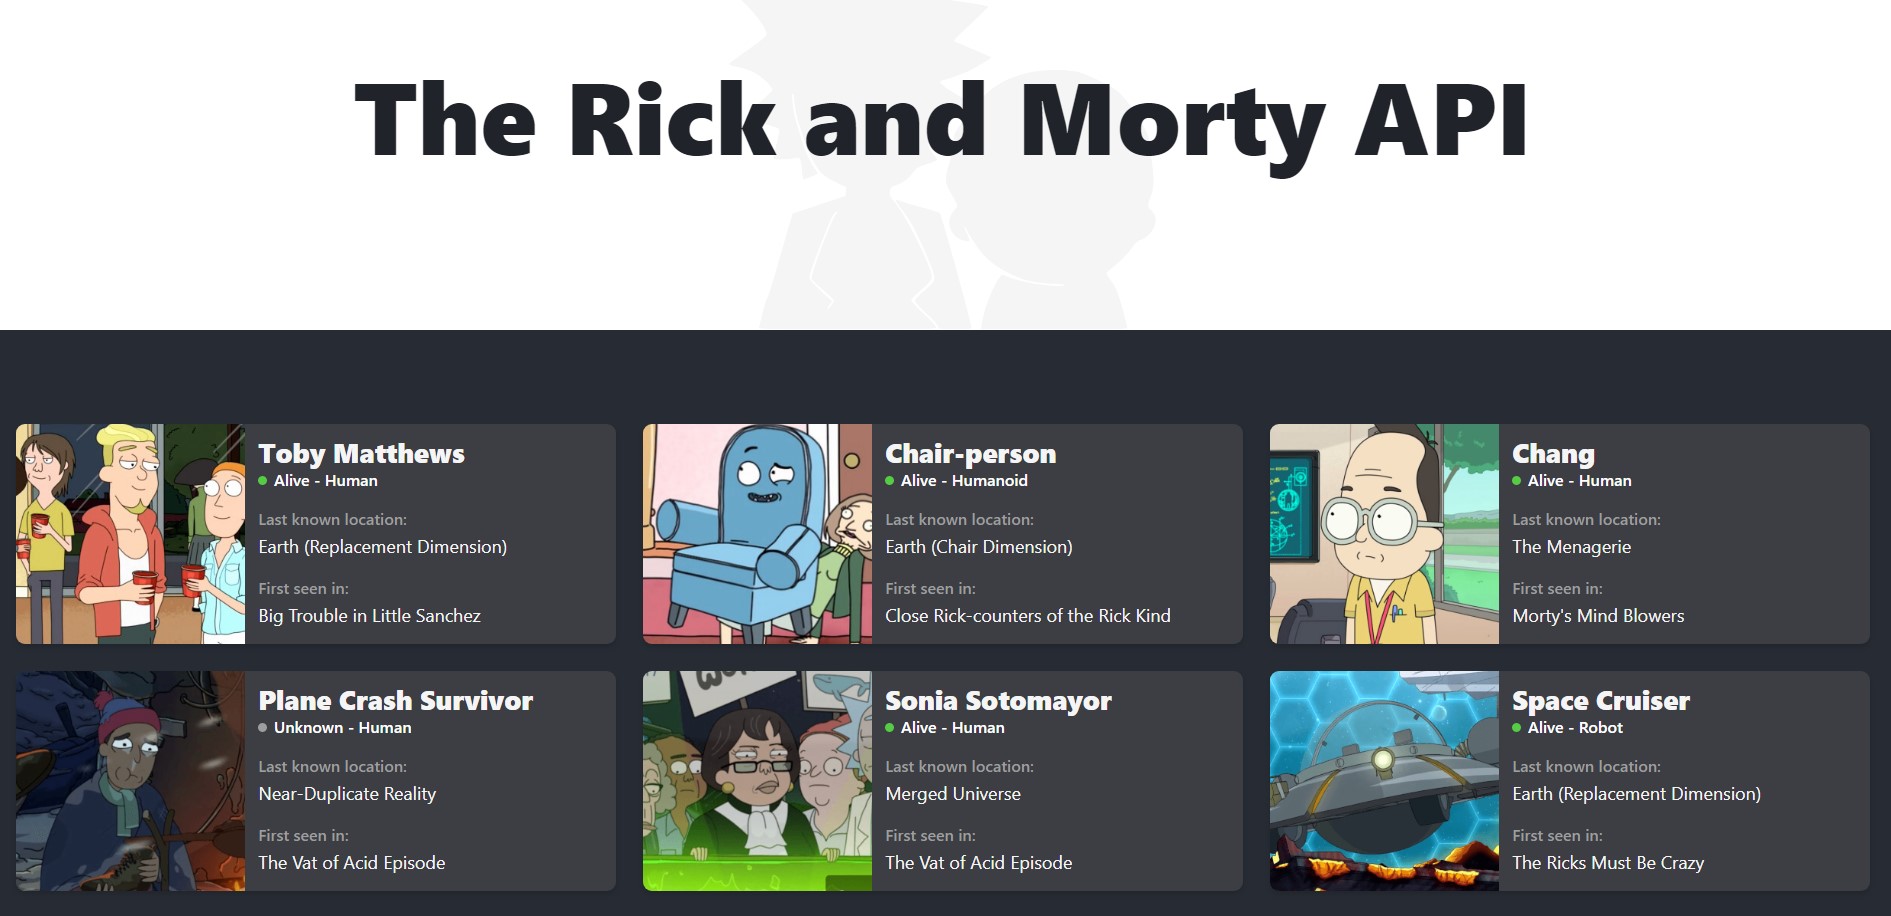 The Rick and Morty API
Toby Matthews
Alive - Human
Last known location:
Earth (Replacement Dimension)
First seen in:
Big Trouble in Little Sanchez
Chair-person
Alive - Humanoid
Last known location:
Earth (Chair Dimension)
First seen in:
Close Rick-counters of the Rick Kind
Chang
Alive - Human
Last known location:
The Menagerie
First seen in:
Morty's Mind Blowers
Plane Crash Survivor
Unknown - Human
Last known location:
Near-Duplicate Reality
First seen in:
The Vat of Acid Episode
Sonia Sotomayor
Alive - Human
Last known location:
Merged Universe
First seen in:
The Vat of Acid Episode
Space Cruiser
Alive - Robot
Last known location:
Earth (Replacement Dimension)
First seen in:
The Ricks Must Be Crazy